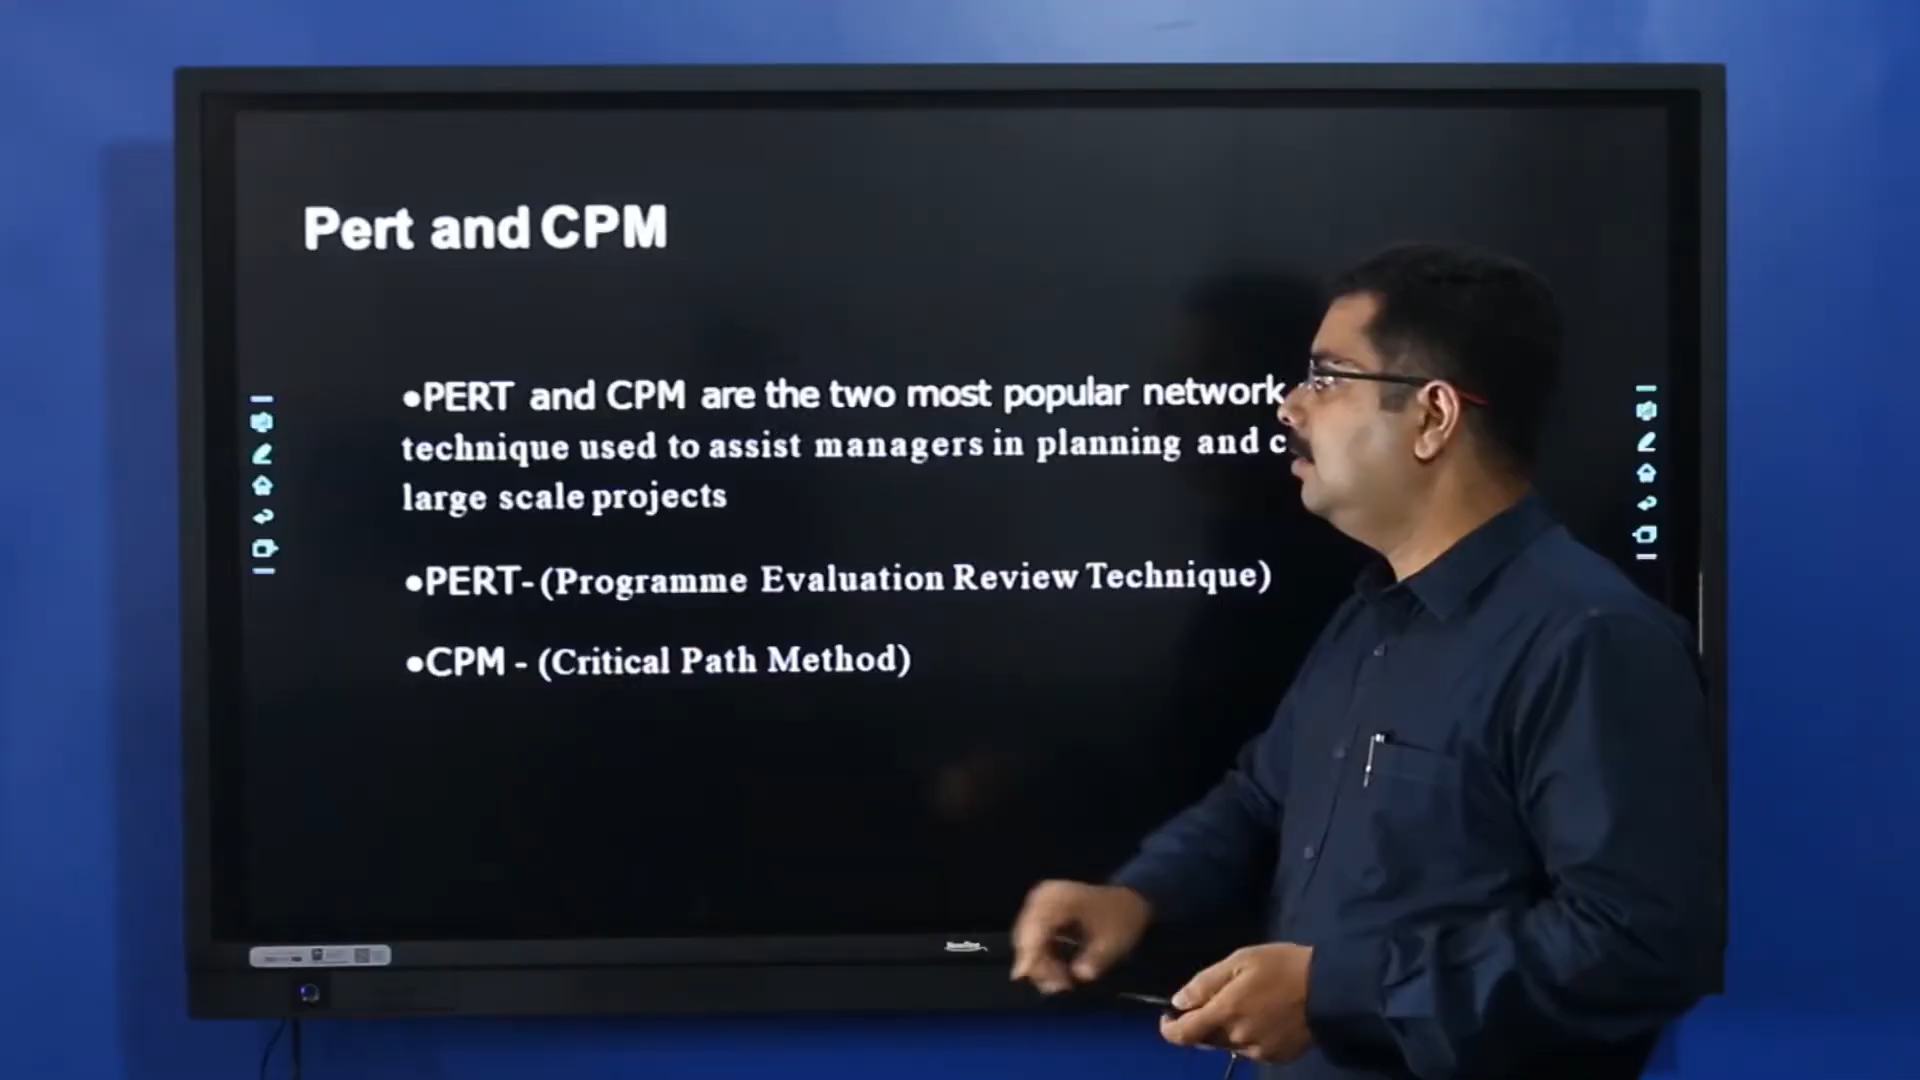 Pert and CPM
●PERT and CPM are the two most popular network
technique used to assist managers in planning and c
large scale projects
●PERT-(Programme Evaluation Review Technique)
●CPM - (Critical Path Method)